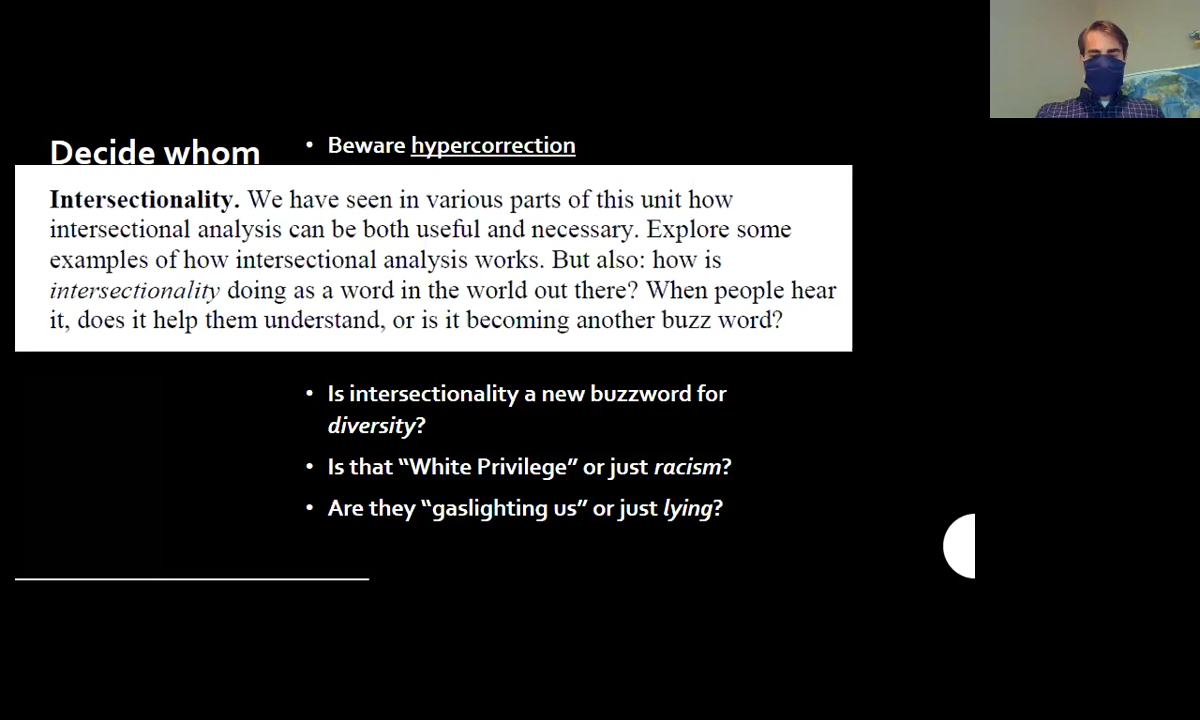 Decide whom
• Beware hypercorrection
Intersectionality. We have seen in various parts of this unit how
intersectional analysis can be both useful and necessary. Explore some
examples of how intersectional analysis works. But also: how is
intersectionality doing as a word in the world out there? When people hear
it, does it help them understand, or is it becoming another buzz word?
• Is intersectionality a new buzzword for
diversity?
• Is that “White Privilege” or just racism?
• Are they “gaslighting us” or just lying?